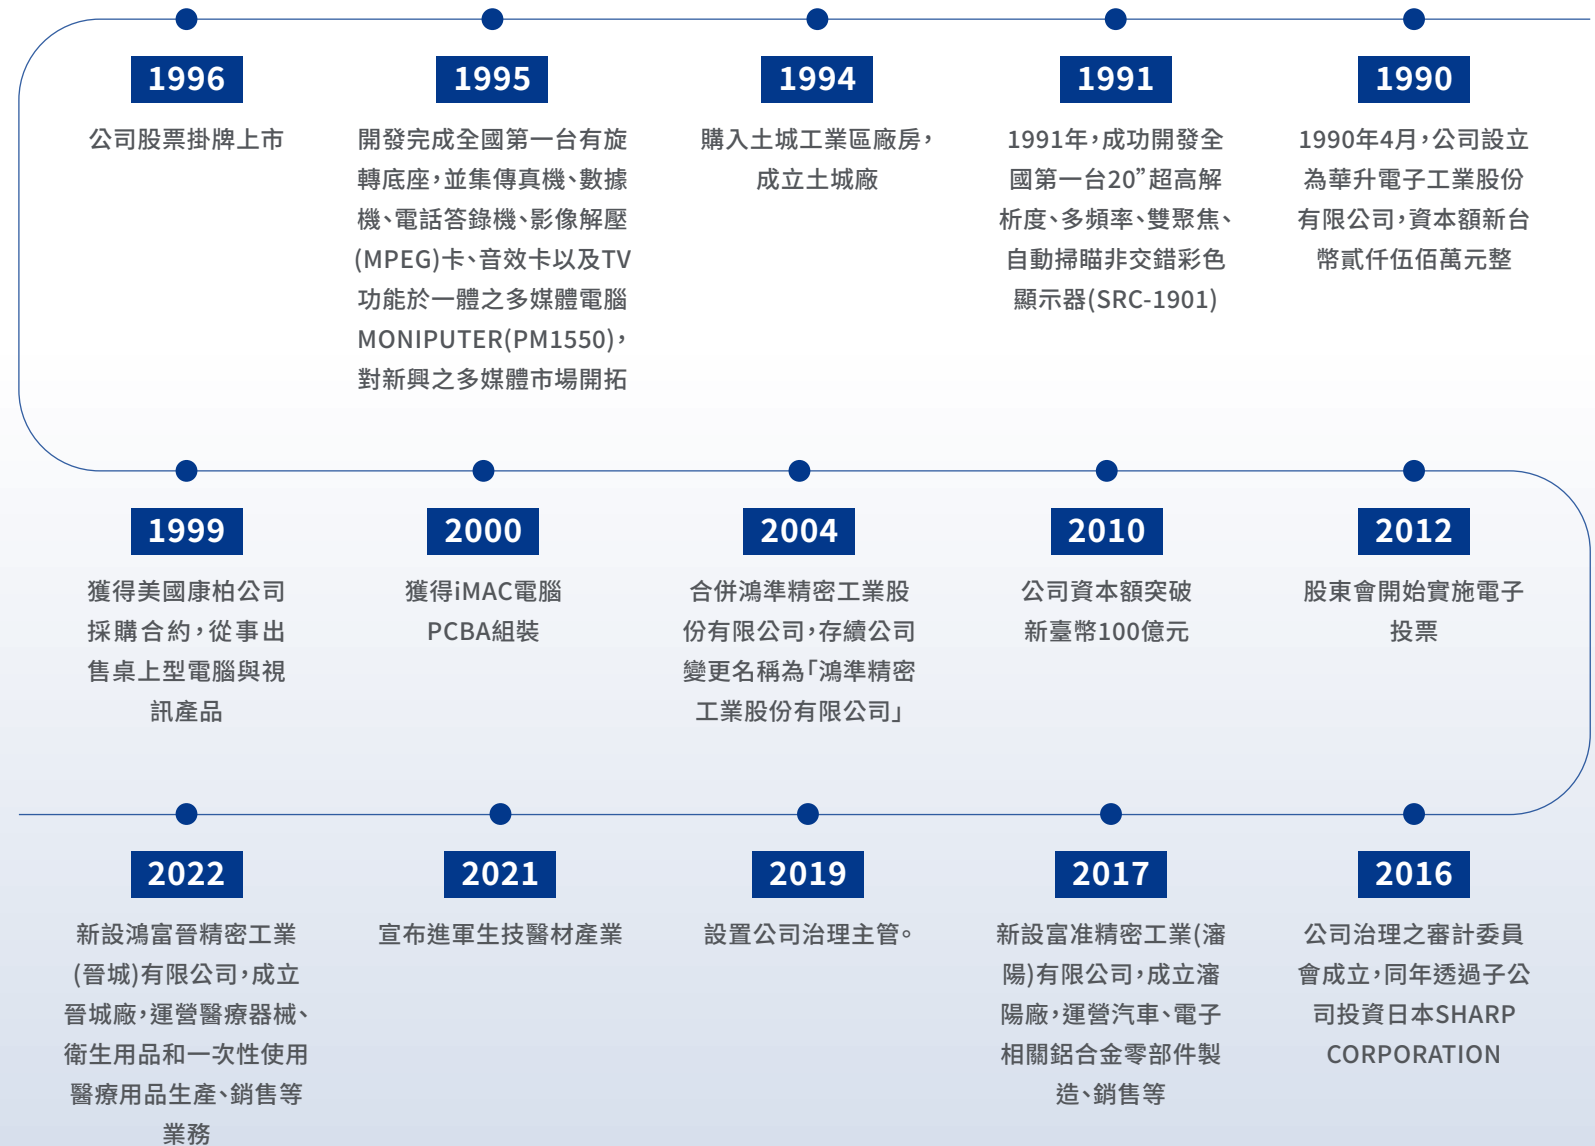 1996
公司股票掛牌上市
1995
開發完成全國第一台有旋
轉底座，並集傳真機、數據
機、電話答錄機、影像解壓
(MPEG)卡、音效卡以及TV
功能於一體之多媒體電腦
MONIPUTER(PM1550)，
對新興之多媒體市場開拓
1994
購入土城工業區廠房，
成立土城廠
1991
1991年，成功開發全
國第一台20”超高解
析度、多頻率、雙聚焦、
自動掃瞄非交錯彩色
顯示器(SRC-1901)
1990
1990年4月，公司設立
為華升電子工業股份
有限公司，資本額新台
幣貳仟伍佰萬元整
1999
獲得美國康柏公司
採購合約，從事出
售桌上型電腦與視
訊產品
2000
獲得iMAC電腦
PCBA組裝
2004
合併鴻準精密工業股
份有限公司，存續公司
變更名稱為「鴻準精密
工業股份有限公司」
2010
公司資本額突破
新臺幣100億元
2012
股東會開始實施電子
投票
2022
新設鴻富晉精密工業
(晉城)有限公司，成立
晉城廠，運營醫療器械、
衛生用品和一次性使用
醫療用品生產、銷售等
業務
2021
宣布進軍生技醫材產業
2019
設置公司治理主管。
2017
新設富准精密工業(瀋
陽)有限公司，成立瀋
陽廠，運營汽車、電子
相關鋁合金零部件製
造、銷售等
2016
公司治理之審計委員
會成立，同年透過子公
司投資日本SHARP
CORPORATION